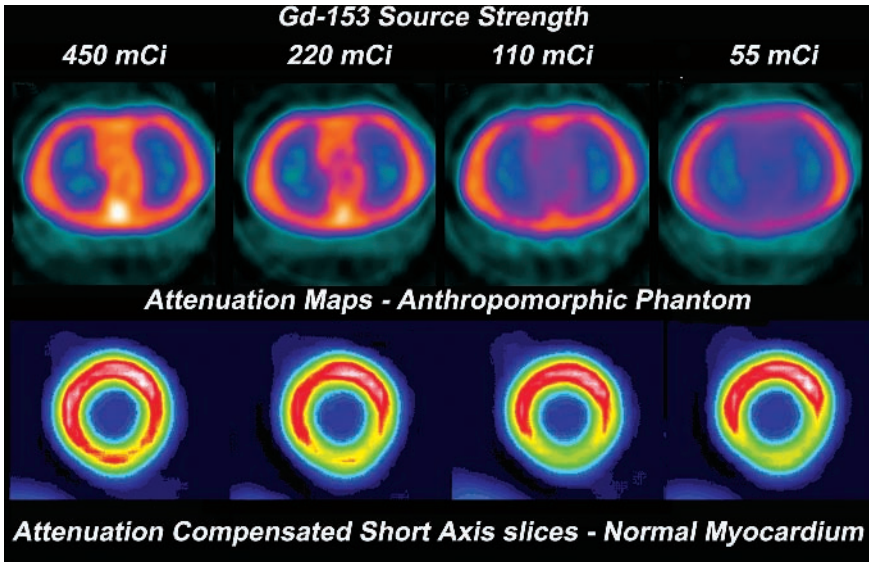 Gd-153 Source Strength
450 mCi 220 mCi 110 mCi 55 mCi
Attenuation Maps - Anthropomorphic Phantom
Attenuation Compensated Short Axis slices - Normal Myocardium